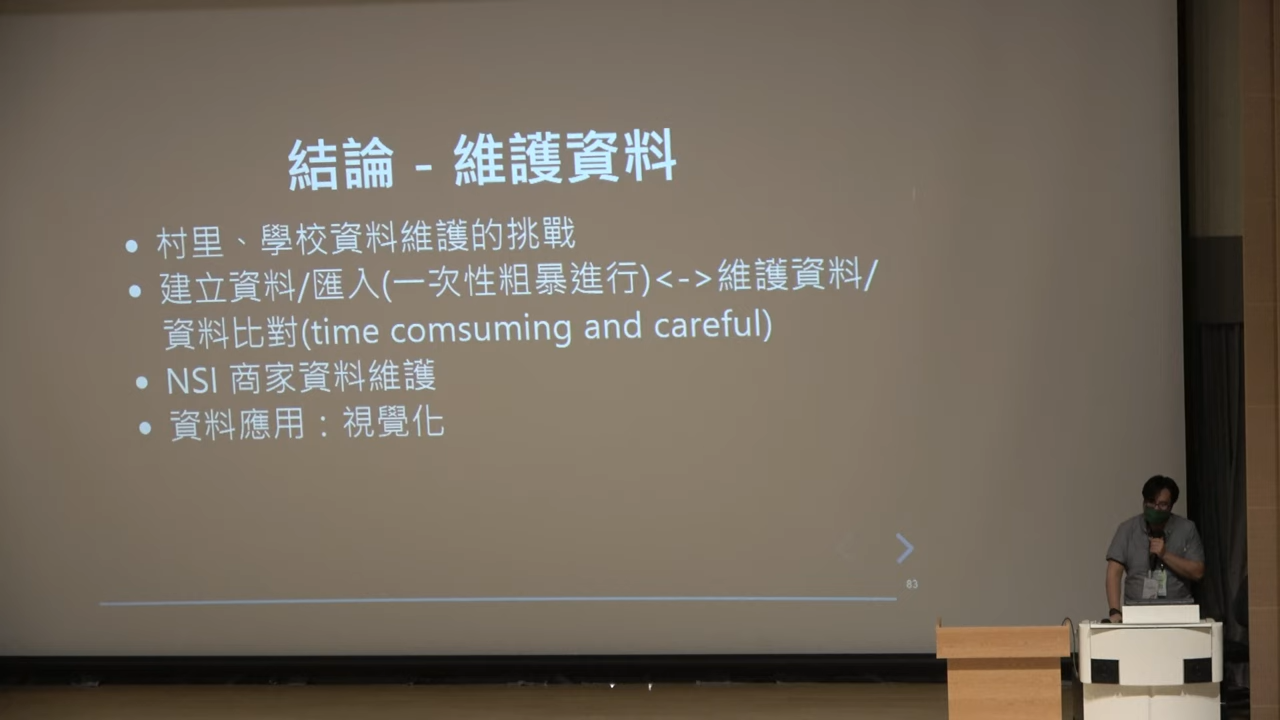 結論 - 維護資料
• 村里、學校資料維護的挑戰
• 建立資料/匯入(一次性粗暴進行)<->維護資料/
資料比對(time comsuming and careful)
• NSI 商家資料維護
• 資料應用：視覺化
83